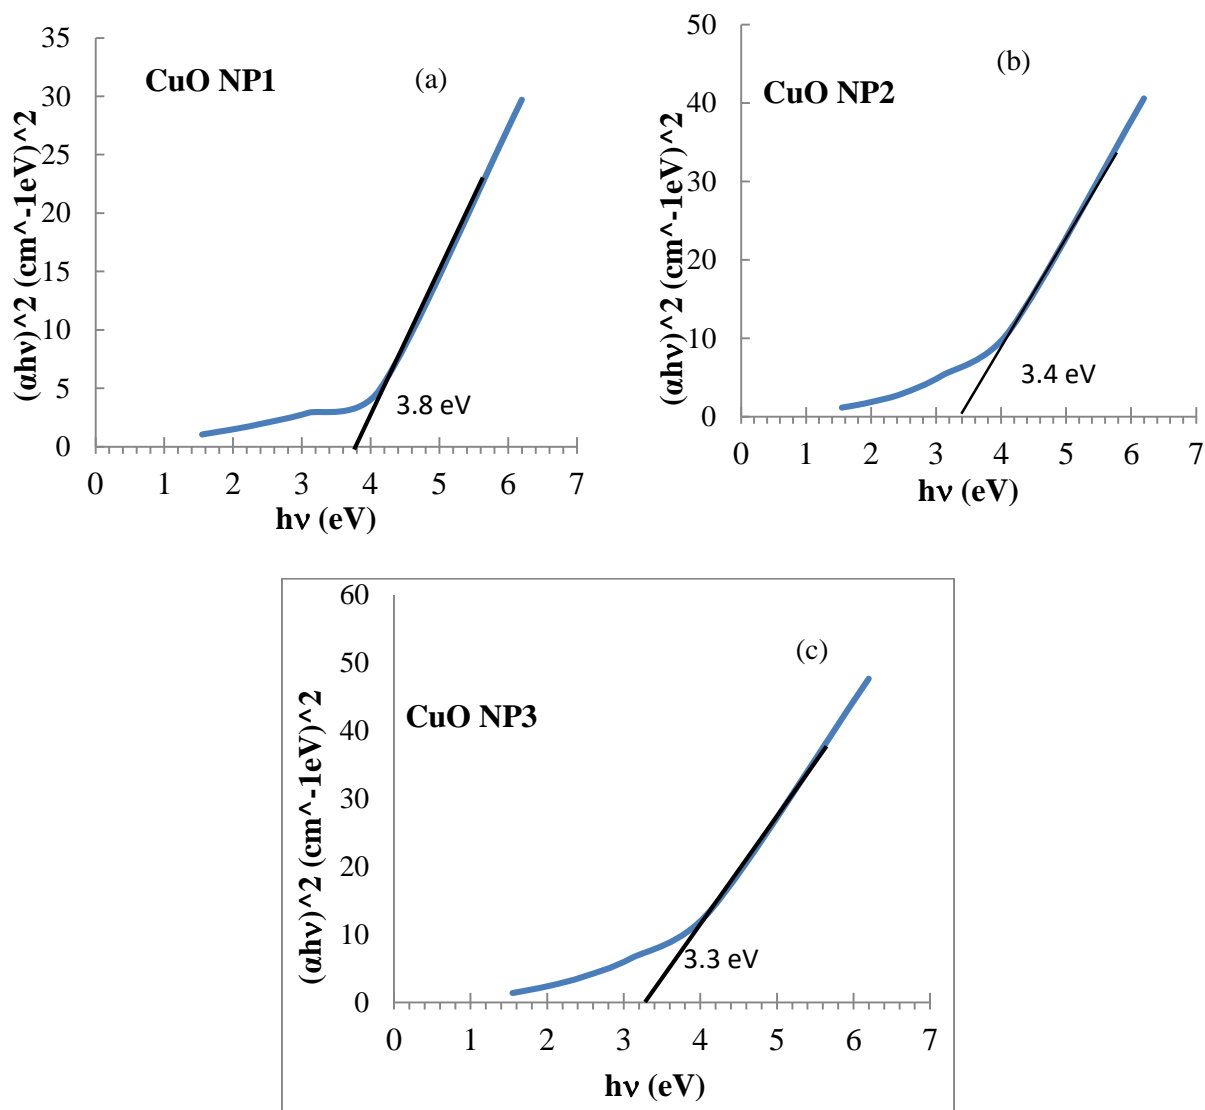 CuO NP1
(a)
(αhν)^2 (cm^-1eV)^2
35
30
25
20
15
10
5
0
3.8 eV
0 1 2 3 4 5 6 7
hν (eV)
CuO NP2
(b)
(αhν)^2 (cm^-1eV)^2
50
40
30
20
10
0
3.4 eV
0 1 2 3 4 5 6 7
hν (eV)
CuO NP3
(c)
(αhν)^2 (cm^-1eV)^2
60
50
40
30
20
10
0
3.3 eV
0 1 2 3 4 5 6 7
hν (eV)